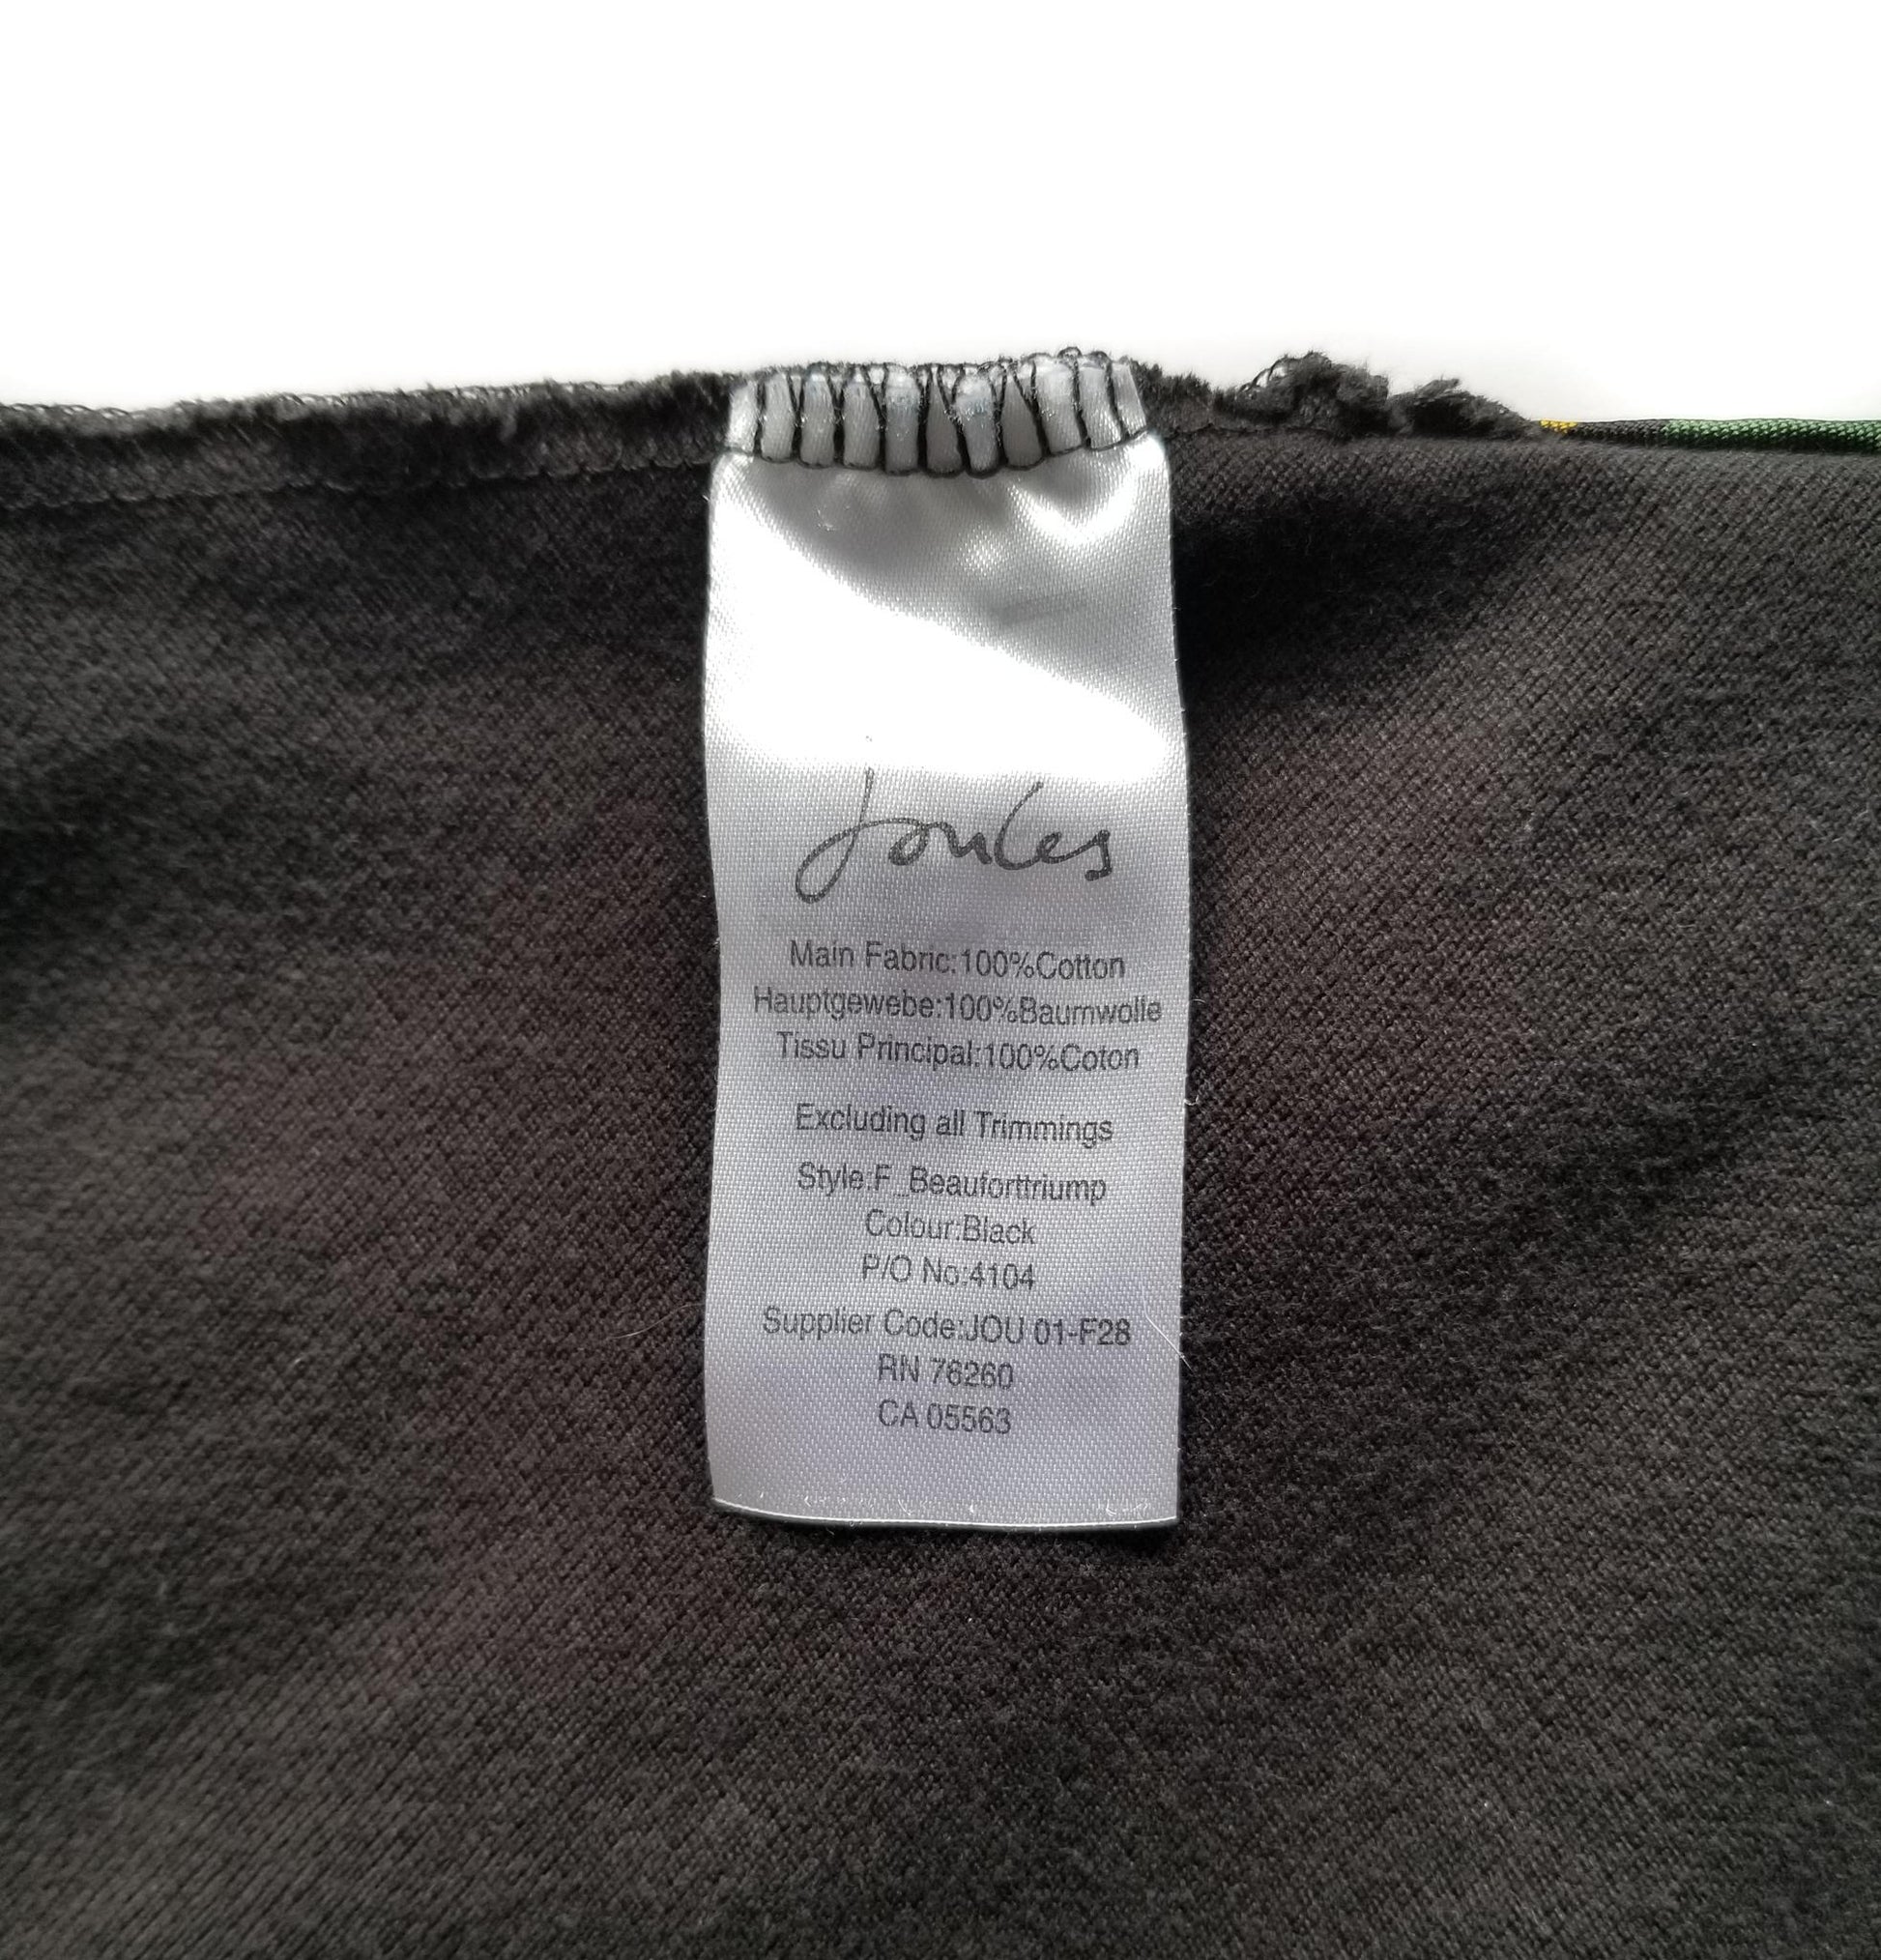 Joules
Main Fabric:100%Cotton
Hauptgewebe:100%Baumwolle
Tissu Principal:100%Coton
Excluding all Trimmings
Style:F_Beauforttriump
Colour:Black
P/O No:4104
Supplier Code:JOU 01-F28
RN 76260
CA 05563